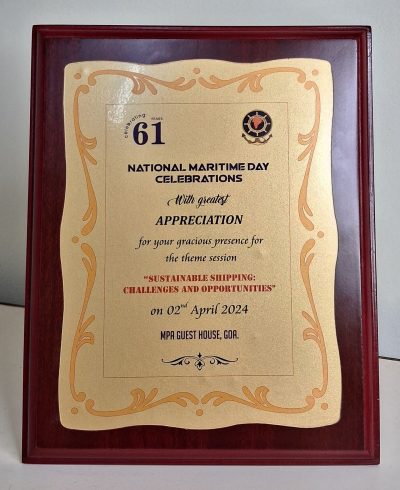 celebrating
61 YEARS
NATIONAL MARITIME DAY
CELEBRATIONS
With greatest
APPRECIATION
for your gracious presence for
the theme session
"SUSTAINABLE SHIPPING:
CHALLENGES AND OPPORTUNITIES"
on 02nd April 2024
MPA GUEST HOUSE, GOA.